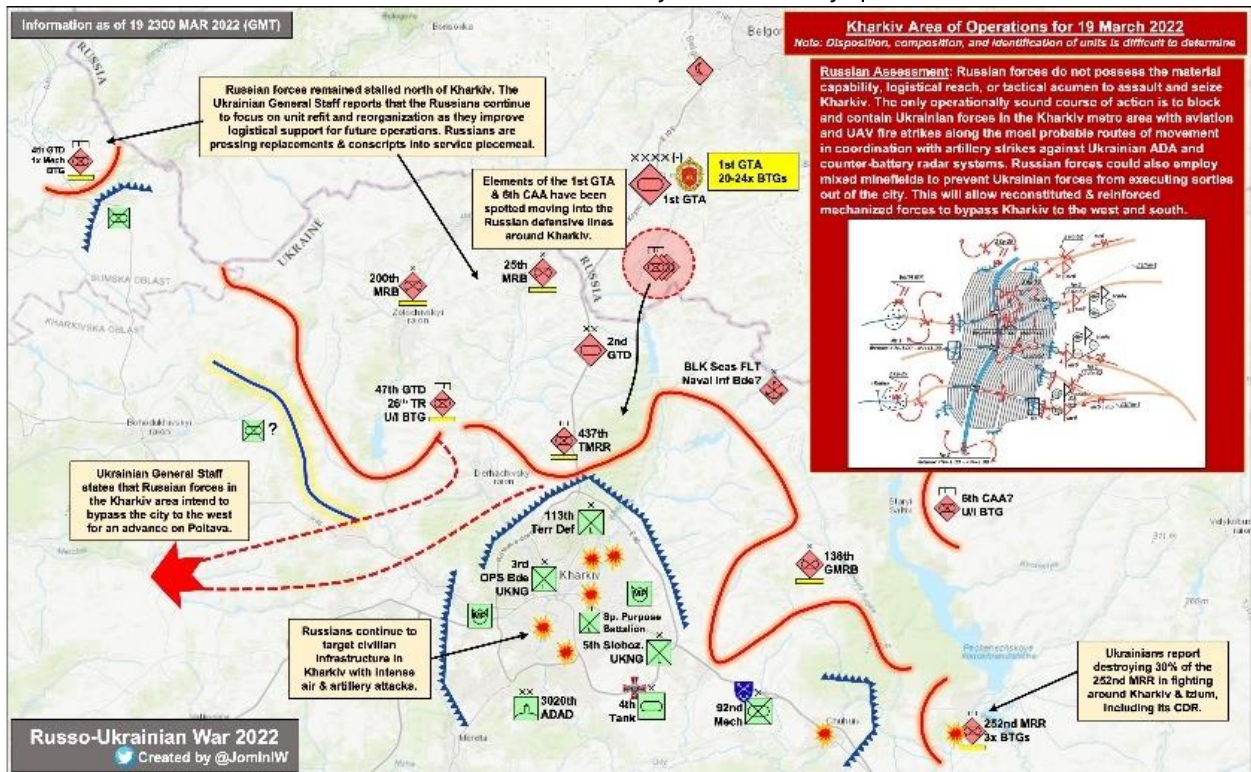 Information as of 19 2300 MAR 2022 (GMT)
Kharkiv Area of Operations for 19 March 2022
Note: Disposition, composition, and identification of units is difficult to determine
Russian Assessment: Russian forces do not possess the material
capability, logistical reach, or tactical acumen to assault and seize
Kharkiv. The only operationally sound course of action is to block
and contain Ukrainian forces in the Kharkiv metro area with aviation
and UAV fire strikes along the most probable routes of movement
in coordination with artillery strikes against Ukrainian ADA and
counter-battery radar systems. Russian forces could also employ
mixed minefields to prevent Ukrainian forces from executing sorties
out of the city. This will allow reconstituted & reinforced
mechanized forces to bypass Kharkiv to the west and south.
Belgor
RUSSIA
Russian forces remained stalled north of Kharkiv. The
Ukrainian General Staff reports that the Russians continue
to focus on unit refit and reorganization as they improve
logistical support for future operations. Russians are
pressing replacements & conscripts into service piecemeal.
4th GTD
1x Mech
BTG
Elements of the 1st GTA
& 6th CAA have been
spotted moving into the
Russian defensive lines
around Kharkiv.
XXXX (-)
1st GTA
20-24x BTGs
1st GTA
UKRAINE
RUSSIA
SUMSKA OBLAST
KHARKIVSKA OBLAST
200th
MRB
25th
MRB
Zolochivskyi
raion
XX
2nd
GTD
BLK Seas FLT
Naval Inf Bde?
47th GTD
26th TR
U/I BTG
437th
TMRR
Bohodukhivskyi
raion
?
Derhachivsky
raion
Ukrainian General Staff
states that Russian forces in
the Kharkiv area intend to
bypass the city to the west
for an advance on Poltava.
113th
Terr Def
3rd
OPS Bde
UKNG
Kharkiv
Sp. Purpose
Battalion
5th Sloboz.
UKNG
138th
GMRB
6th CAA?
U/I BTG
Staryi
Saltiv
Russians continue to
target civilian
infrastructure in
Kharkiv with intense
air & artillery attacks.
XX
3020th
ADAD
4th
Tank
92nd
Mech
Chuhuiv
Merefa
Ukrainians report
destroying 30% of the
252nd MRR in fighting
around Kharkiv & Izium,
including its CDR.
252nd MRR
3x BTGs
Russo-Ukrainian War 2022
Created by @JominiW